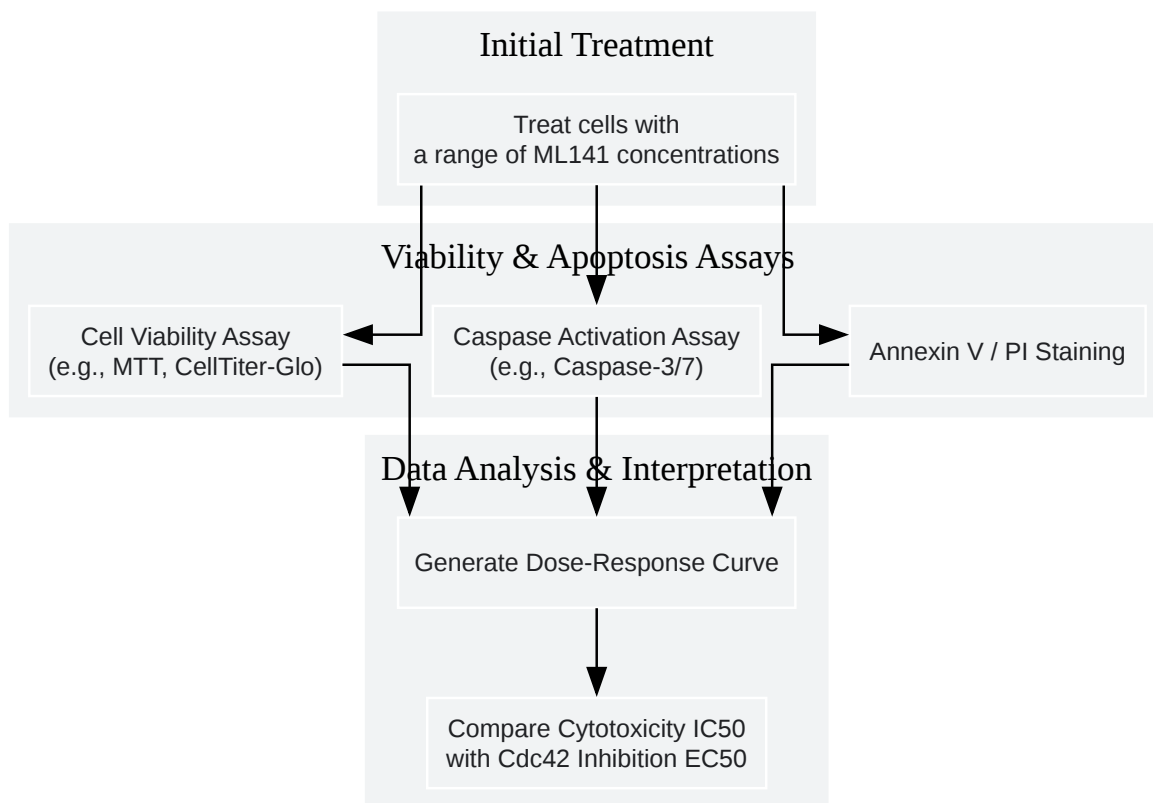 Initial Treatment
Treat cells with
a range of ML141 concentrations
Viability & Apoptosis Assays
Cell Viability Assay
(e.g., MTT, CellTiter-Glo)
Caspase Activation Assay
(e.g., Caspase-3/7)
Annexin V / PI Staining
Data Analysis & Interpretation
Generate Dose-Response Curve
Compare Cytotoxicity IC50
with Cdc42 Inhibition EC50